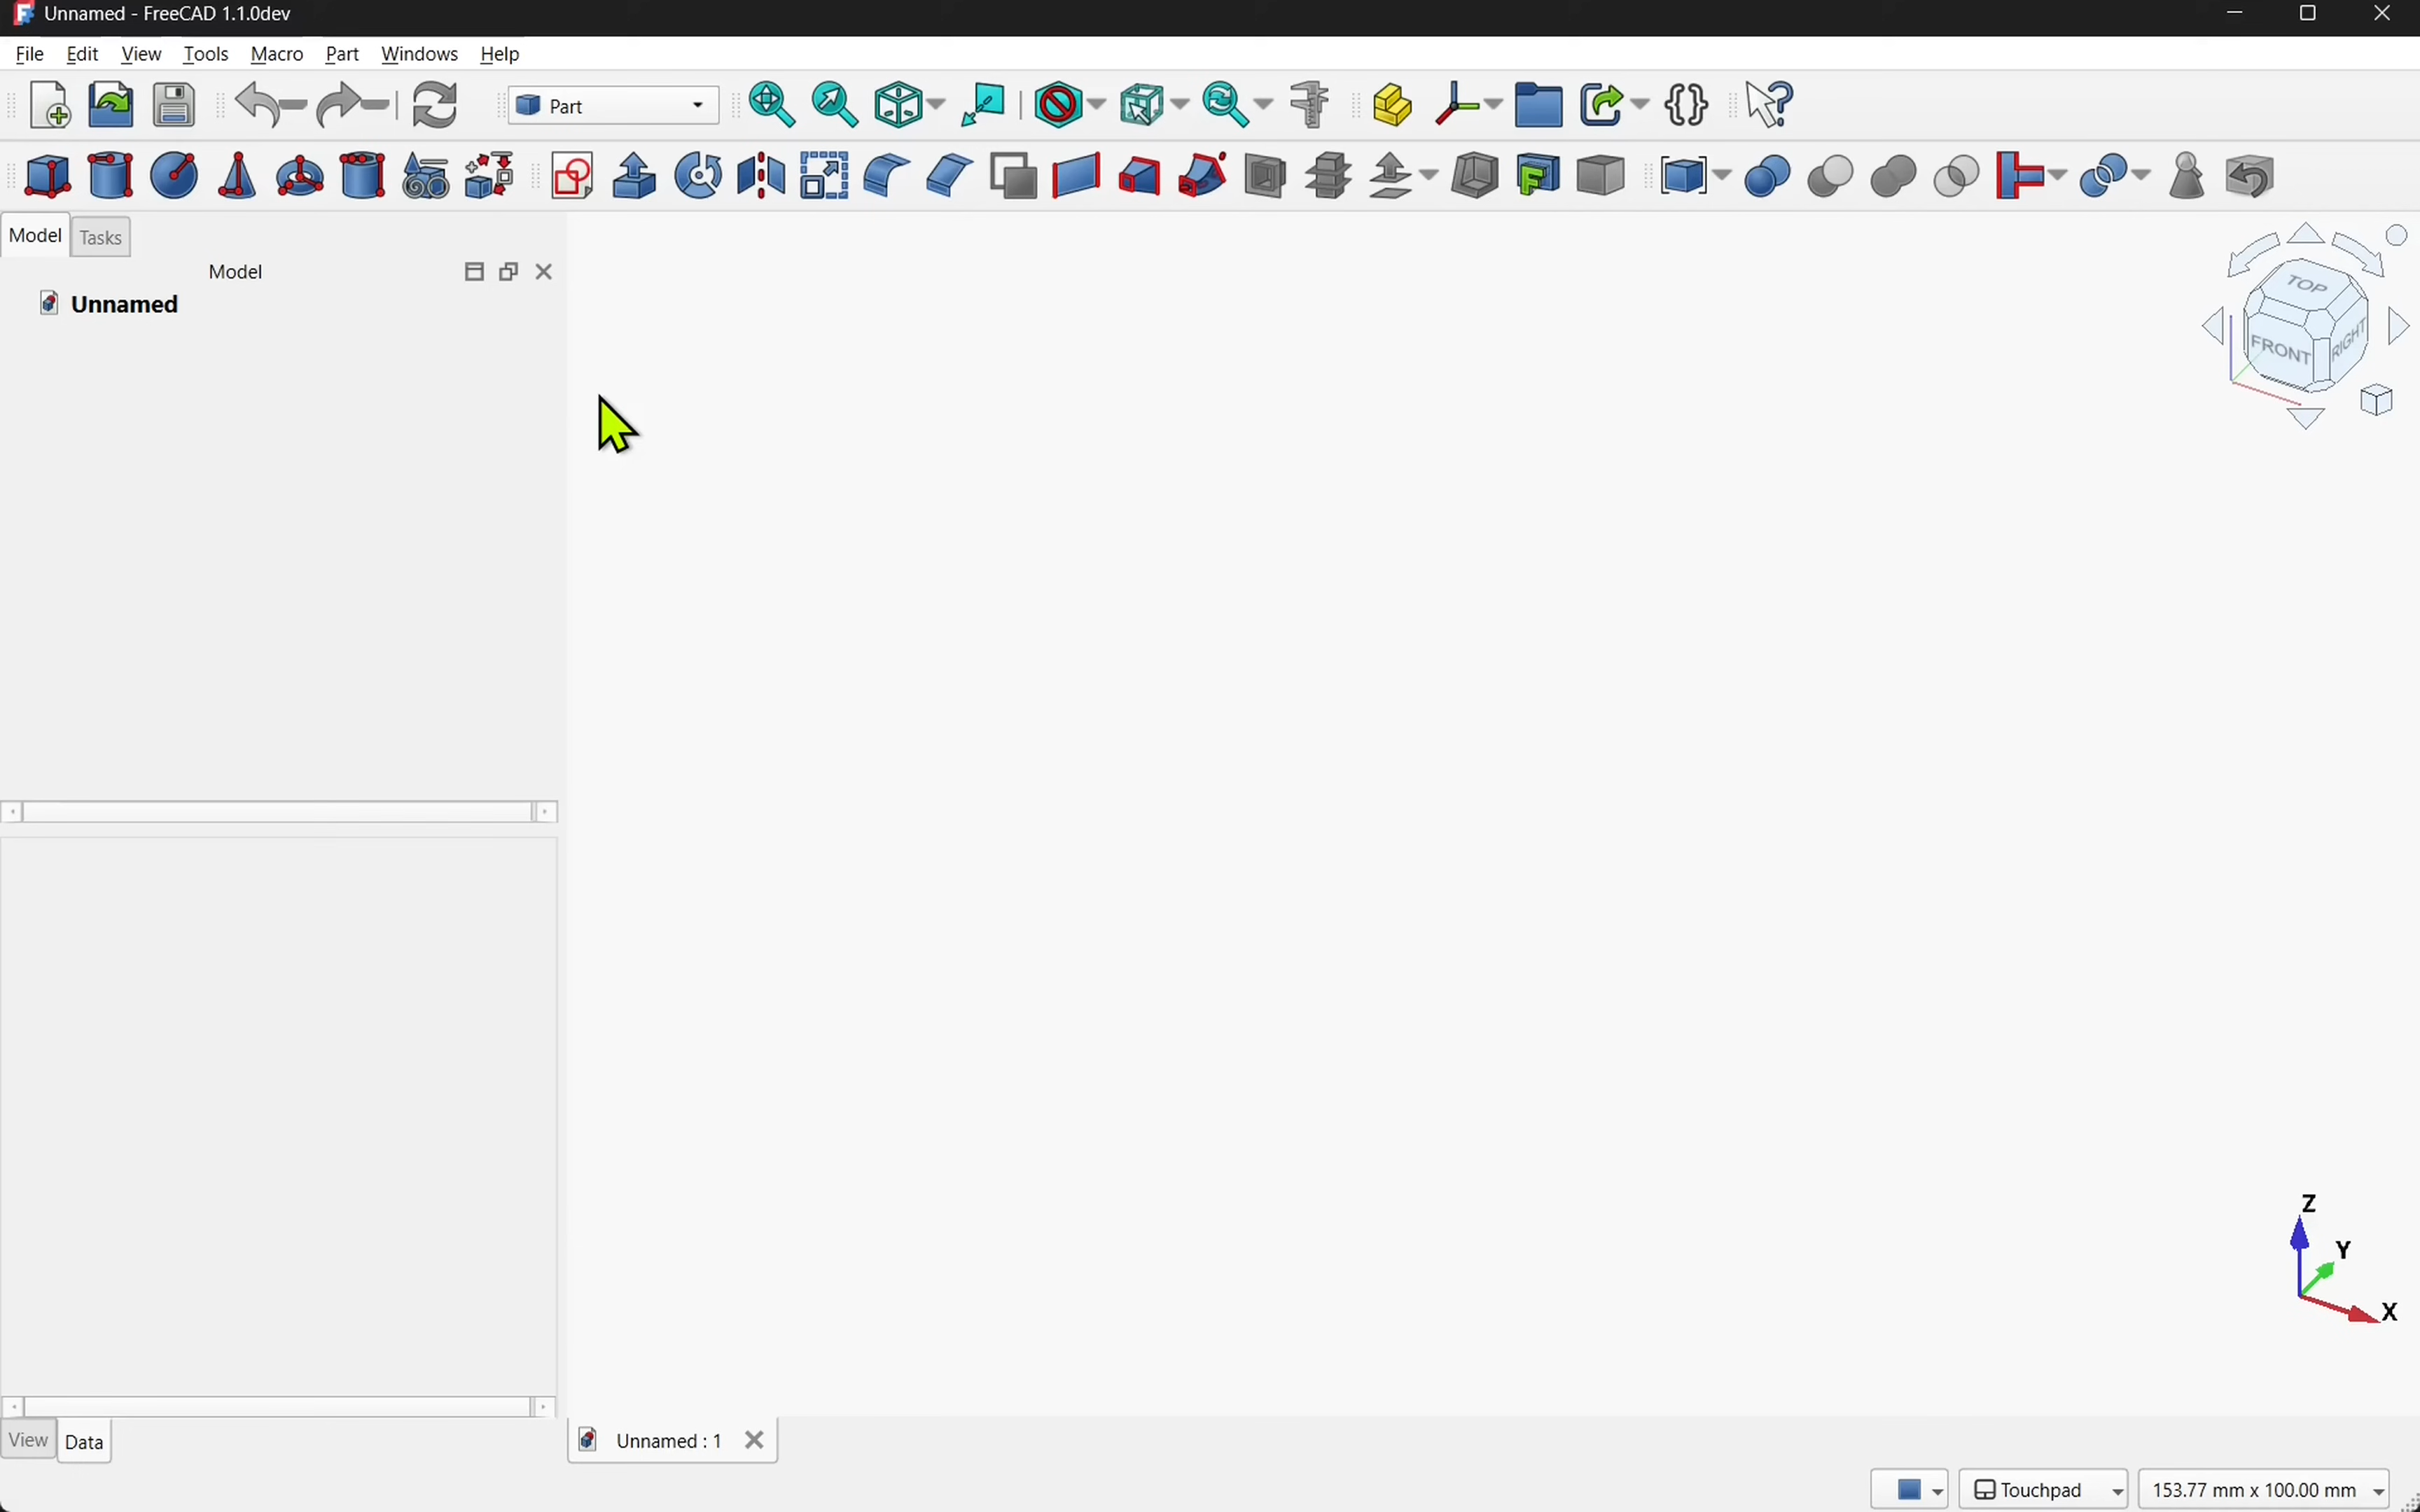 Unnamed - FreeCAD 1.1.0dev
File Edit View Tools Macro Part Windows Help
Part
Model Tasks
Model
Unnamed
TOP
FRONT
RIGHT
Z
Y
X
View Data
Unnamed : 1
Touchpad
153.77 mm x 100.00 mm